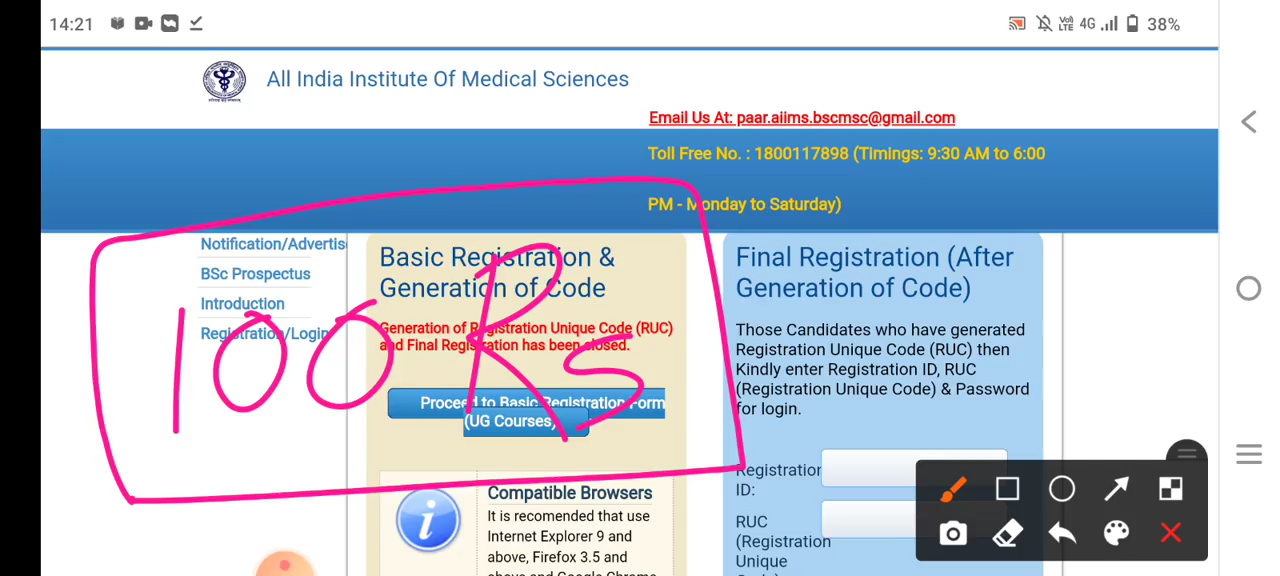 14:21
4G 38%
All India Institute Of Medical Sciences
Email Us At: paar.aiims.bscmsc@gmail.com
Toll Free No. : 1800117898 (Timings: 9:30 AM to 6:00
PM - Monday to Saturday)
Notification/Advertis
BSc Prospectus
Introduction
Registration/Login
100 Rs
Basic Registration &
Generation of Code
Generation of Registration Unique Code (RUC)
and Final Registration has been closed.
Proceed to Basic Registration Form
(UG Courses)
Compatible Browsers
It is recomended that use
Internet Explorer 9 and
above, Firefox 3.5 and
above and Google Chrome
Final Registration (After
Generation of Code)
Those Candidates who have generated
Registration Unique Code (RUC) then
Kindly enter Registration ID, RUC
(Registration Unique Code) & Password
for login.
Registration
ID:
RUC
(Registration
Unique